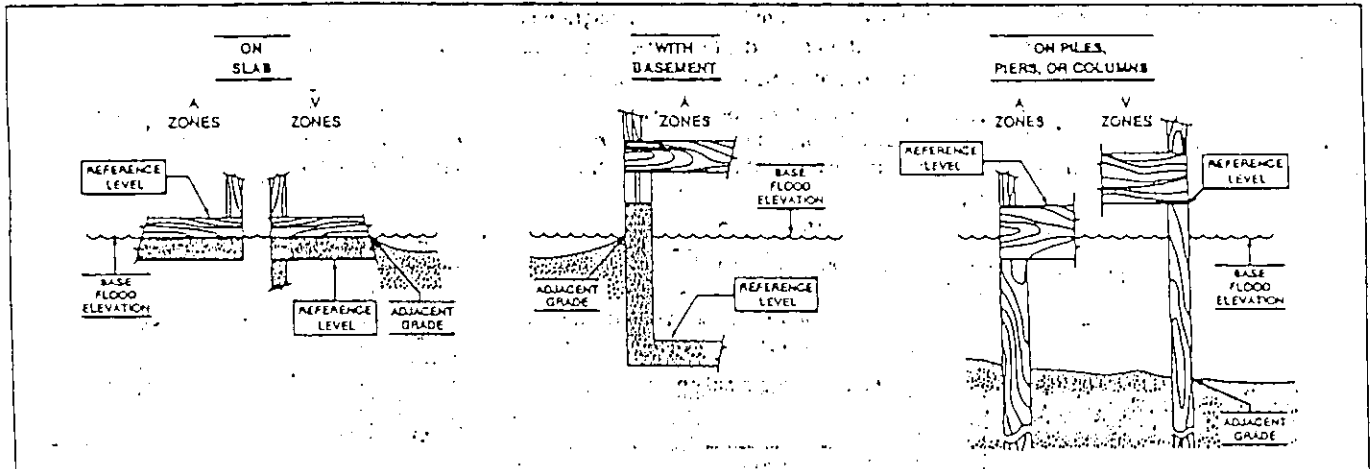 ON
SLAB
A
ZONES
V
ZONES
REFERENCE
LEVEL
BASE
FLOOD
ELEVATION
REFERENCE
LEVEL
ADJACENT
GRADE
WITH
BASEMENT
A
ZONES
BASE
FLOOD
ELEVATION
ADJACENT
GRADE
REFERENCE
LEVEL
ON PILES,
PIERS, OR COLUMNS
A
ZONES
V
ZONES
REFERENCE
LEVEL
REFERENCE
LEVEL
BASE
FLOOD
ELEVATION
ADJACENT
GRADE